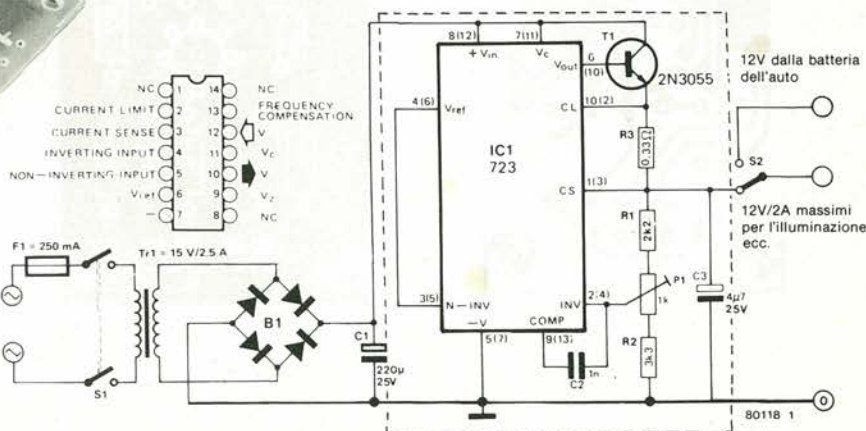 8(12)
7(11)
+Vin
Vc
T1
Vout
6
(10)
2N3055
12V dalla batteria
dell'auto
4(6)
Vref
CL
10(2)
IC1
723
R3
0,33Ω
CS
1(3)
S2
R1
2k2
12V/2A massimi
per l'illuminazione
ecc.
P1
1k
C3
4µ7
25V
3(5)
N-INV
INV
2(4)
-V
COMP
5(7)
9(13)
C2
1n
R2
3k3
NC 1 14 NC
CURRENT LIMIT 2 13 FREQUENCY
COMPENSATION
CURRENT SENSE 3 12 V
INVERTING INPUT 4 11 Vc
NON-INVERTING INPUT 5 10 V
Vref 6 9 Vz
- 7 8 NC
F1 = 250 mA
Tr1 = 15 V/2.5 A
B1
C1
220µ
25V
S1
0
80118 1